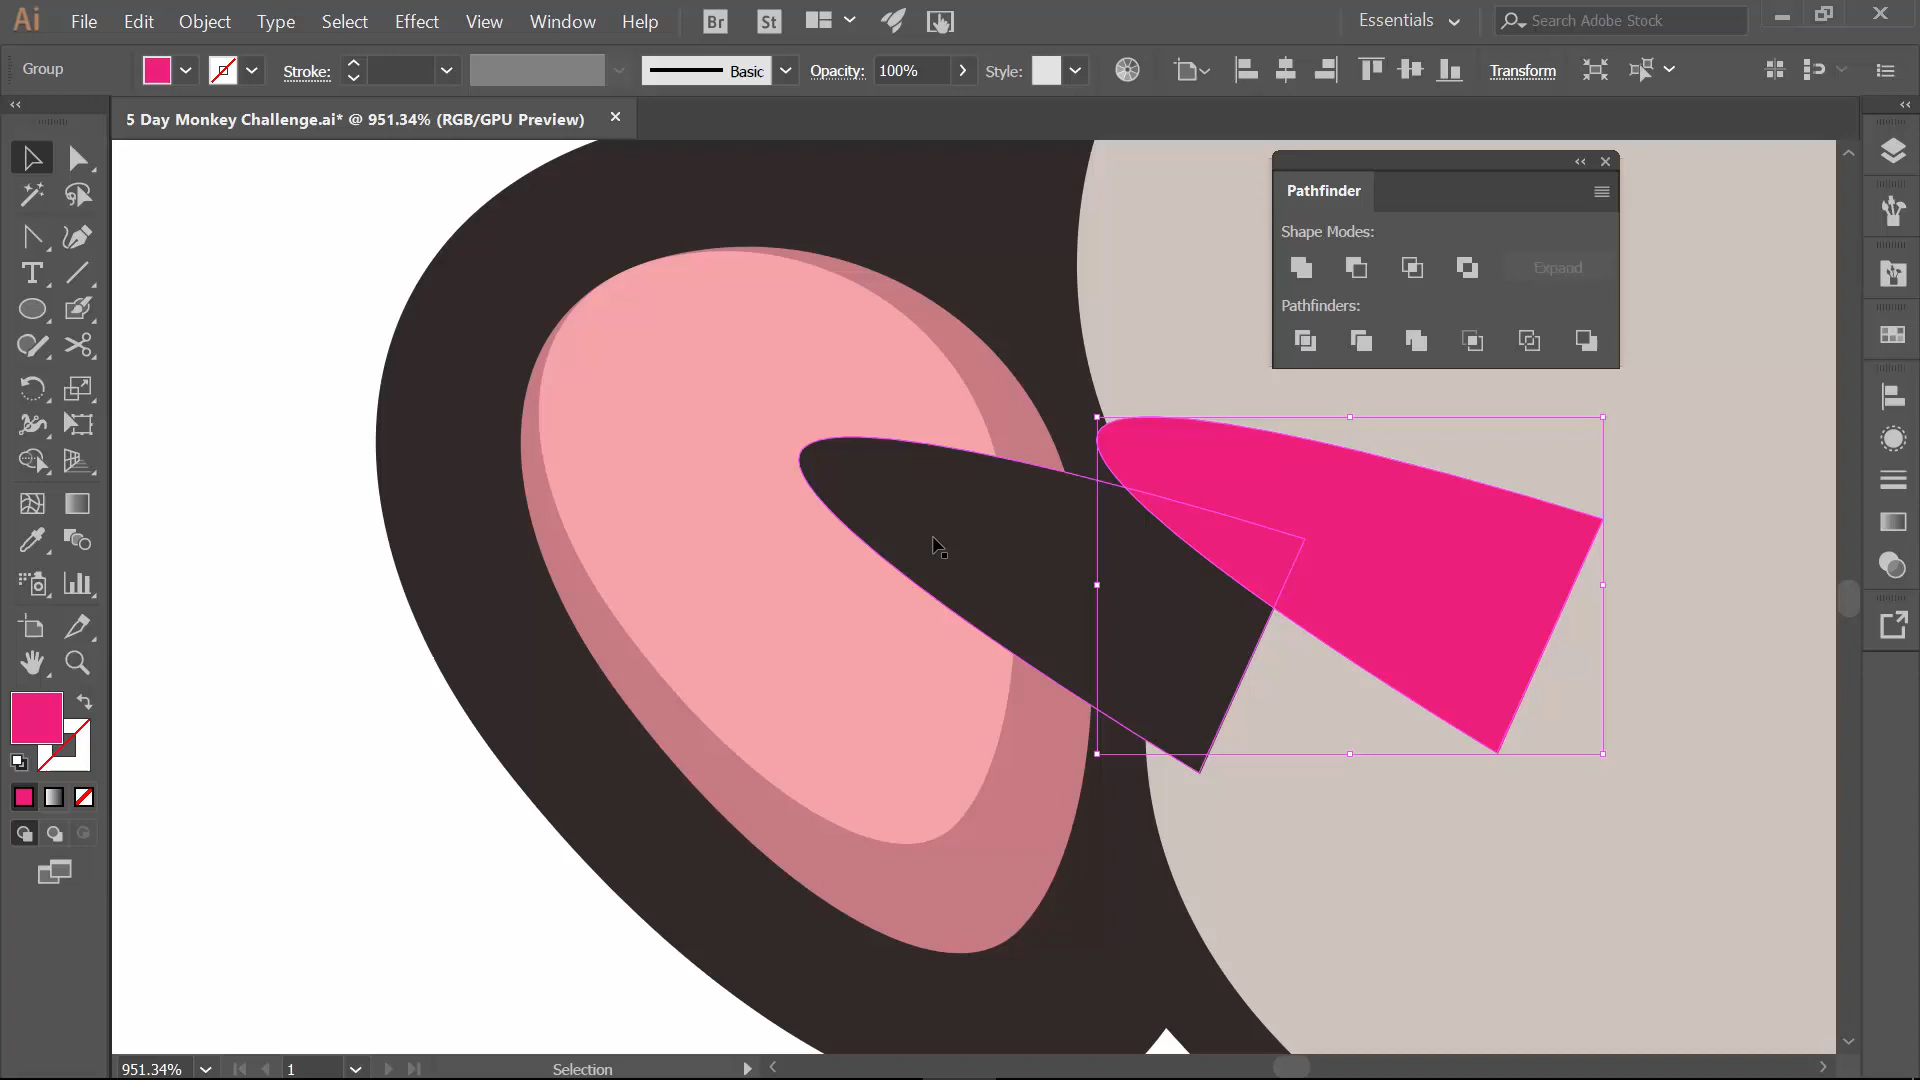 Ai File Edit Object Type Select Effect View Window Help Br St Essentials Search Adobe Stock
Group Stroke: Basic Opacity: 100% Style: Transform
5 Day Monkey Challenge.ai* @ 951.34% (RGB/GPU Preview)
Pathfinder
Shape Modes:
Expand
Pathfinders:
951.34% 1 Selection